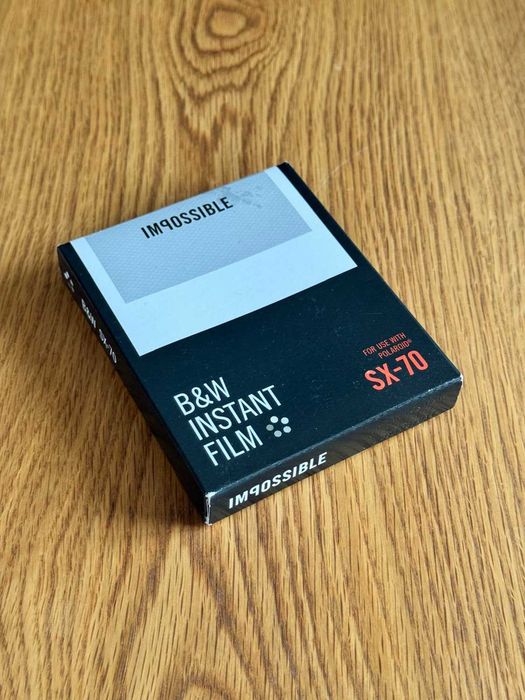 IMPOSSIBLE
B&W
INSTANT
FILM
FOR USE WITH
POLAROID®
SX-70
IMPOSSIBLE
B&W SX-70